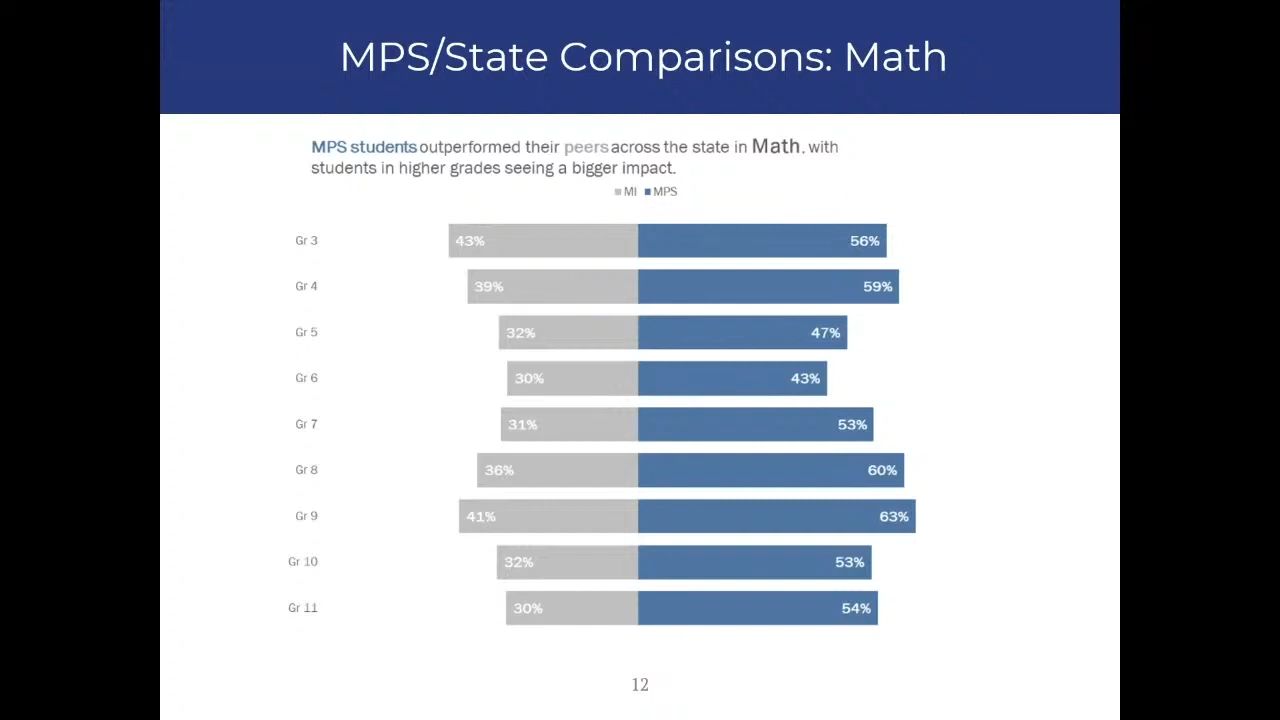 MPS/State Comparisons: Math
MPS students outperformed their peers across the state in Math, with
students in higher grades seeing a bigger impact.
MI MPS
Gr 3 43% 56%
Gr 4 39% 59%
Gr 5 32% 47%
Gr 6 30% 43%
Gr 7 31% 53%
Gr 8 36% 60%
Gr 9 41% 63%
Gr 10 32% 53%
Gr 11 30% 54%
12